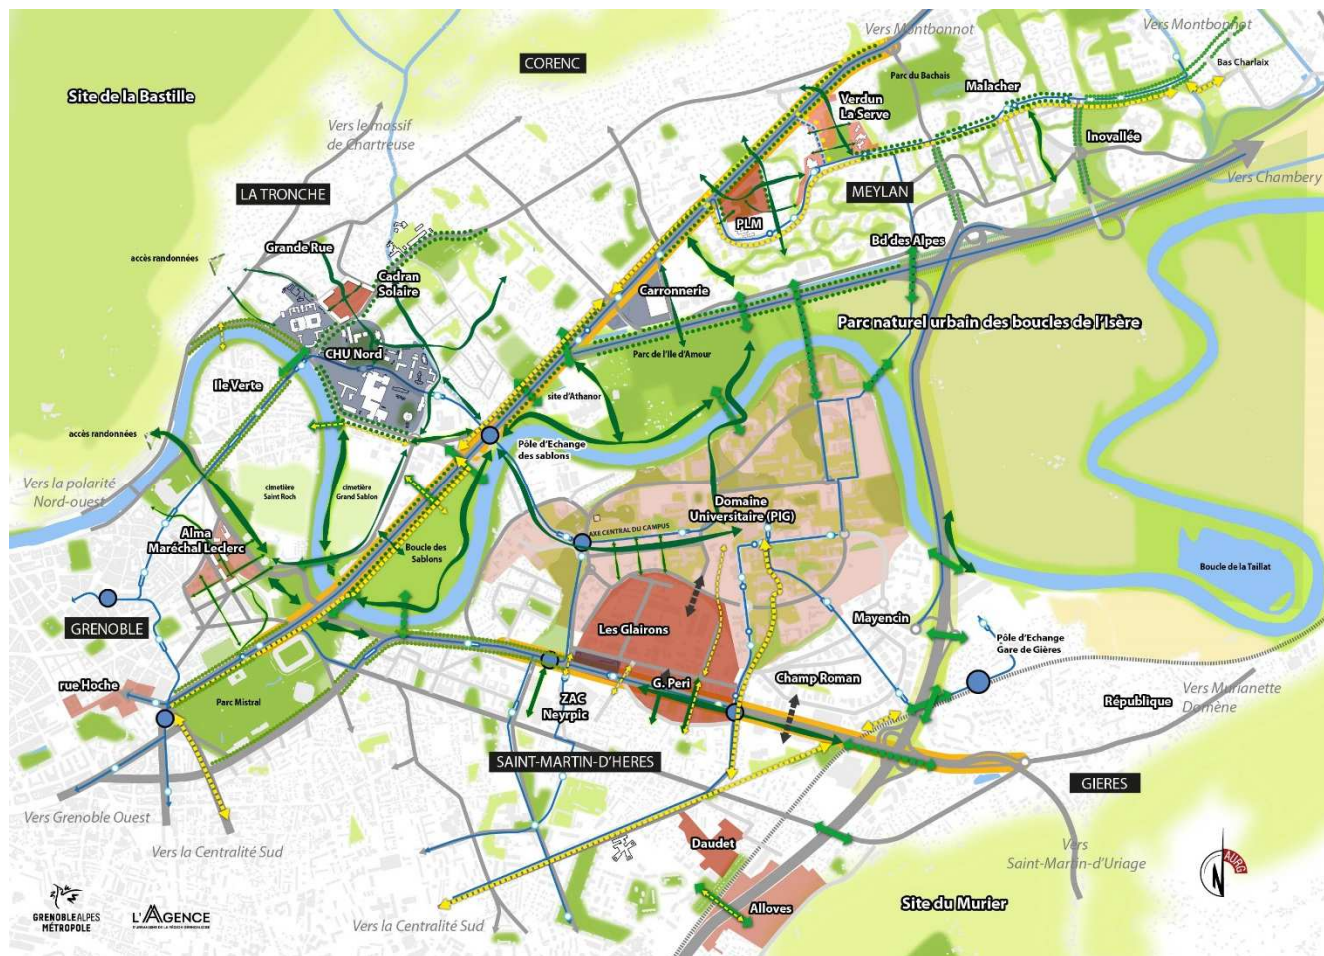 Vers Montbonnot
Vers Montbonnot
CORENC
Bas Charlaix
Parc du Bachais
Malacher
Site de la Bastille
Verdun
La Serve
Vers le massif
de Chartreuse
Inovallée
Vers Chambery
LA TRONCHE
MEYLAN
PLM
Grande Rue
Bd des Alpes
accès randonnées
Cadran
Solaire
Carronnerie
Parc naturel urbain des boucles de l'Isère
CHU Nord
Parc de l'Ile d'Amour
Ile Verte
site d'Athanor
accès randonnées
Pôle d'Echange
des sablons
Vers la polarité
Nord-ouest
cimetière
Saint Roch
cimetière
Grand Sablon
Domaine
Universitaire (PIG)
AXE CENTRAL DU CAMPUS
Alma
Maréchal Leclerc
Boucle des
Sablons
Boucle de la Taillat
GRENOBLE
Les Glairons
Mayencin
Pôle d'Echange
Gare de Gières
rue Hoche
Parc Mistral
G. Peri
Champ Roman
ZAC
Neyrpic
République
Vers Murianette
Domène
SAINT-MARTIN-D'HERES
GIERES
Vers Grenoble Ouest
Vers la Centralité Sud
Daudet
Vers
Saint-Martin-d'Uriage
AURG
N
Alloves
Site du Murier
GRENOBLEALPES
MÉTROPOLE
L'AGENCE
D'URBANISME DE LA RÉGION GRENOBLOISE
Vers la Centralité Sud